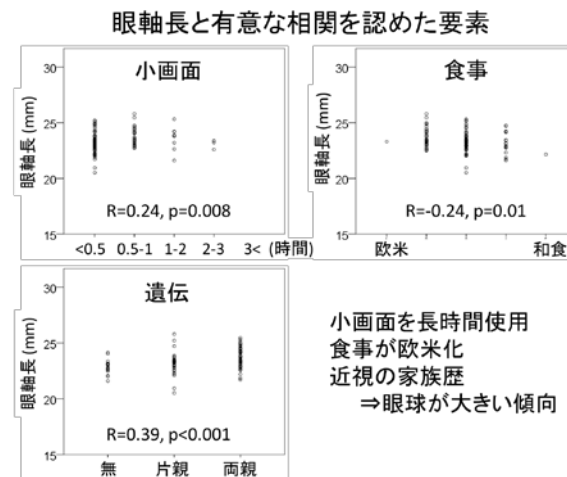 眼軸長と有意な相関を認めた要素
小画面
眼軸長 (mm)
30
25
20
15
R=0.24, p=0.008
<0.5 0.5-1 1-2 2-3 3< (時間)
食事
眼軸長 (mm)
30
25
20
15
R=-0.24, p=0.01
欧米 和食
遺伝
眼軸長 (mm)
30
25
20
15
R=0.39, p<0.001
無 片親 両親
小画面を長時間使用
食事が欧米化
近視の家族歴
⇒眼球が大きい傾向